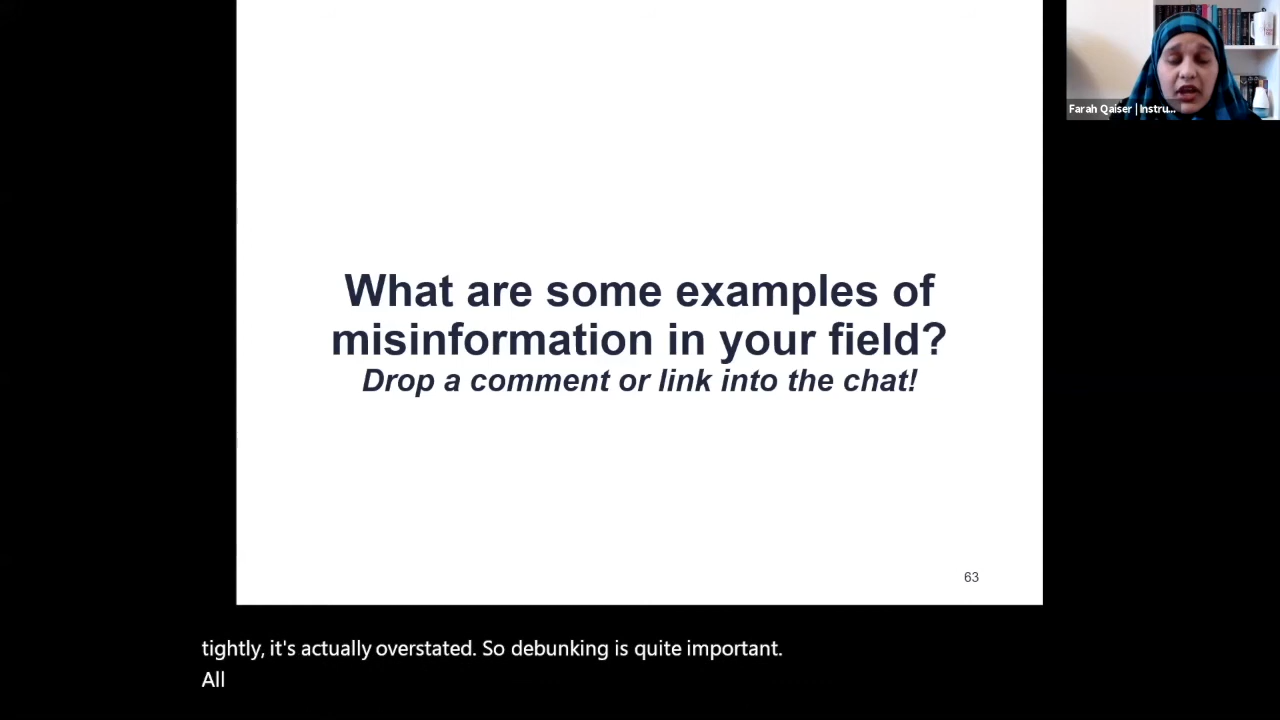 Farah Qaiser | Instru...
What are some examples of
misinformation in your field?
Drop a comment or link into the chat!
63
tightly, it's actually overstated. So debunking is quite important.
All